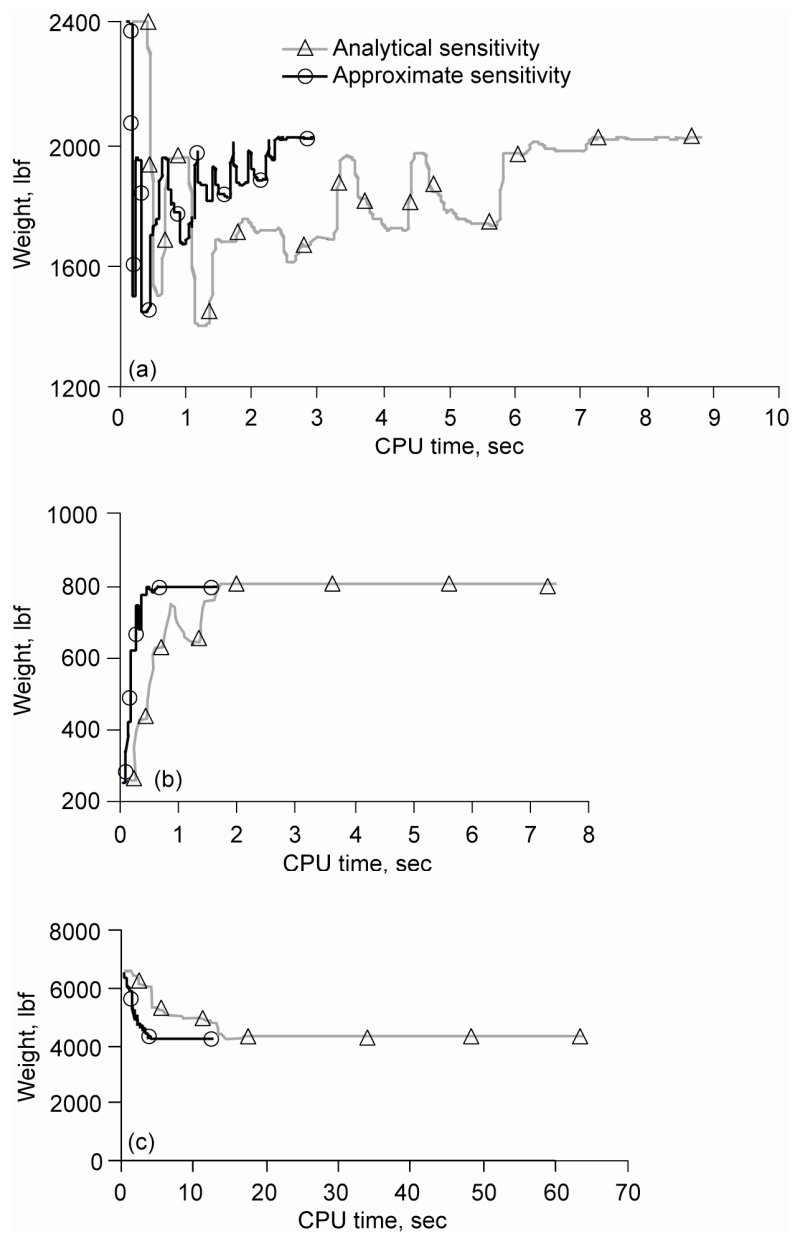 2400
2000
1600
1200
Weight, lbf
Analytical sensitivity
Approximate sensitivity
(a)
0 1 2 3 4 5 6 7 8 9 10
CPU time, sec
1000
800
600
400
200
Weight, lbf
(b)
0 1 2 3 4 5 6 7 8
CPU time, sec
8000
6000
4000
2000
0
Weight, lbf
(c)
0 10 20 30 40 50 60 70
CPU time, sec